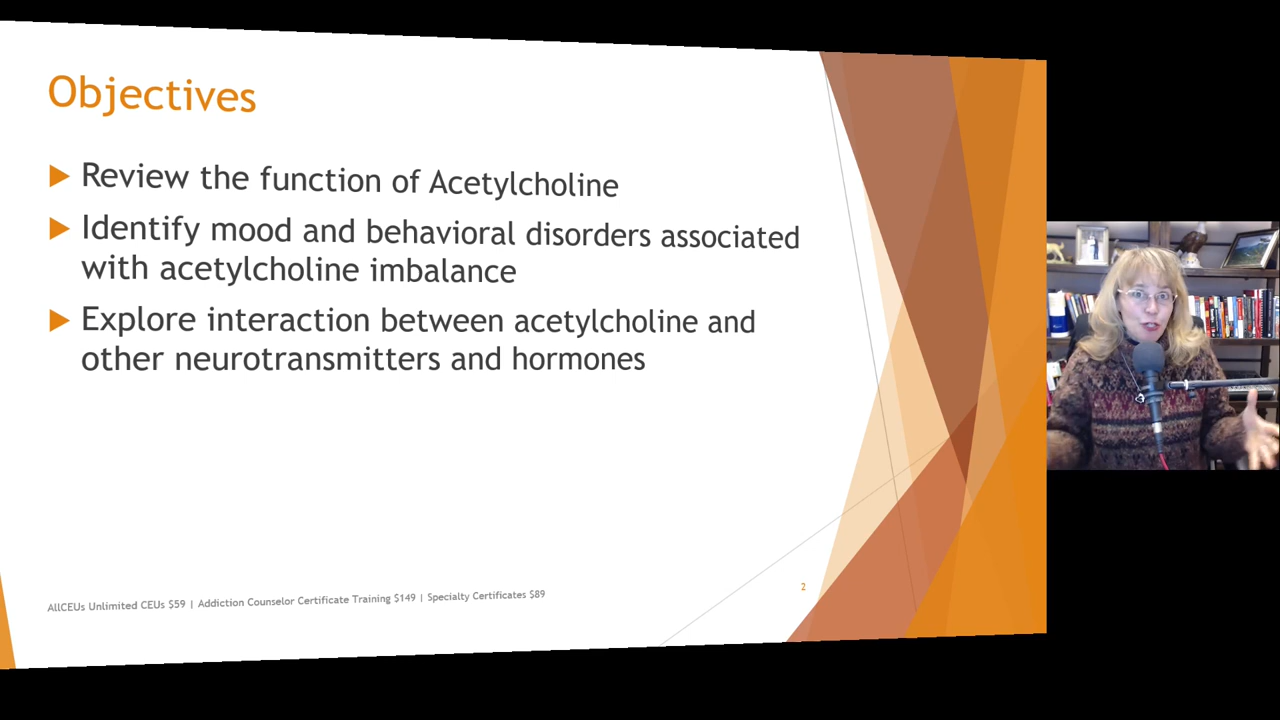 Objectives
Review the function of Acetylcholine
Identify mood and behavioral disorders associated
with acetylcholine imbalance
Explore interaction between acetylcholine and
other neurotransmitters and hormones
AllCEUs Unlimited CEUs $59 | Addiction Counselor Certificate Training $149 | Specialty Certificates $89
2